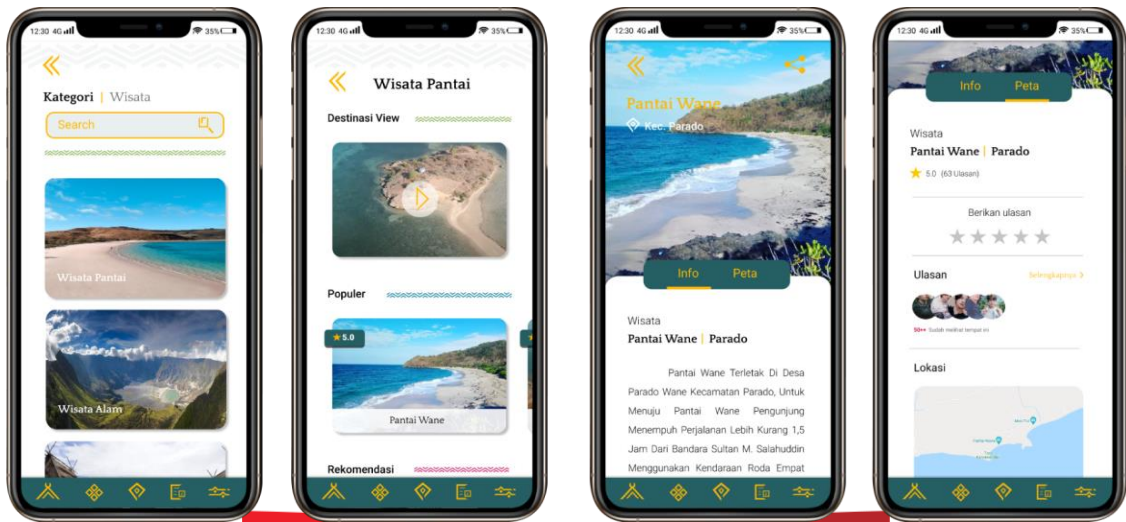 12:30 4G
35%
Kategori | Wisata
Search
Wisata Pantai
Wisata Alam
12:30 4G
35%
Wisata Pantai
Destinasi View
Populer
5.0
Pantai Wane
Rekomendasi
12:30 4G
35%
Pantai Wane
Kec. Parado
Info Peta
Wisata
Pantai Wane | Parado
Pantai Wane Terletak Di Desa
Parado Wane Kecamatan Parado, Untuk
Menuju Pantai Wane Pengunjung
Menempuh Perjalanan Lebih Kurang 1,5
Jam Dari Bandara Sultan M. Salahuddin
Menggunakan Kendaraan Roda Empat
12:30 4G
35%
Info Peta
Wisata
Pantai Wane | Parado
5.0 (63 Ulasan)
Berikan ulasan
Ulasan Selengkapnya >
50++ Sudah melihat tempat ini
Lokasi